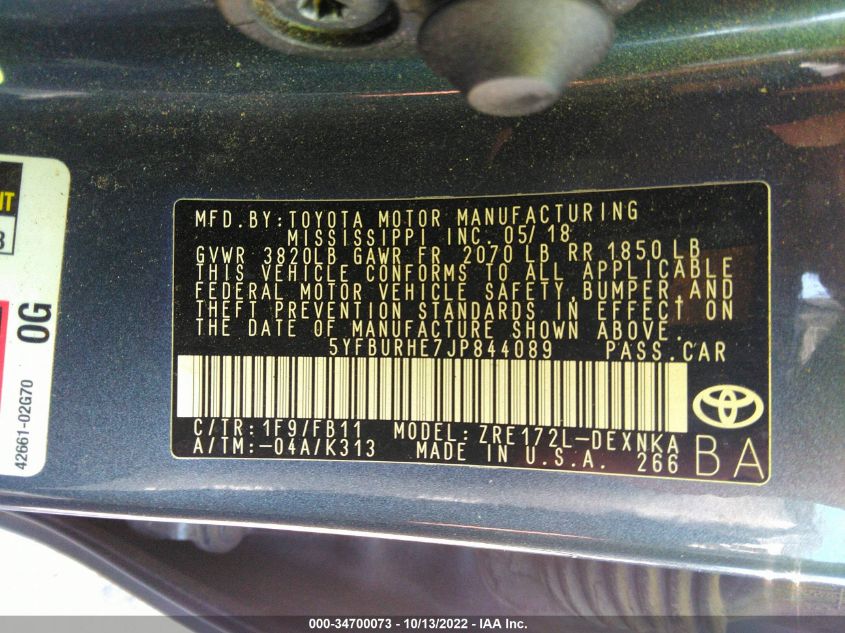 MFD. BY: TOYOTA MOTOR MANUFACTURING
MISSISSIPPI INC. 05/18
GVWR 3820LB GAWR FR 2070 LB RR 1850 LB
THIS VEHICLE CONFORMS TO ALL APPLICABLE
FEDERAL MOTOR VEHICLE SAFETY, BUMPER, AND
THEFT PREVENTION STANDARDS IN EFFECT ON
THE DATE OF MANUFACTURE SHOWN ABOVE.
5YFBURHE7JP844089 PASS. CAR
C/TR: 1F9/FB11 MODEL: ZRE172L-DEXNKA
A/TM: -04A/K313 MADE IN U.S.A. 266
BA
0G
42661-02G70
000-34700073 - 10/13/2022 - IAA Inc.